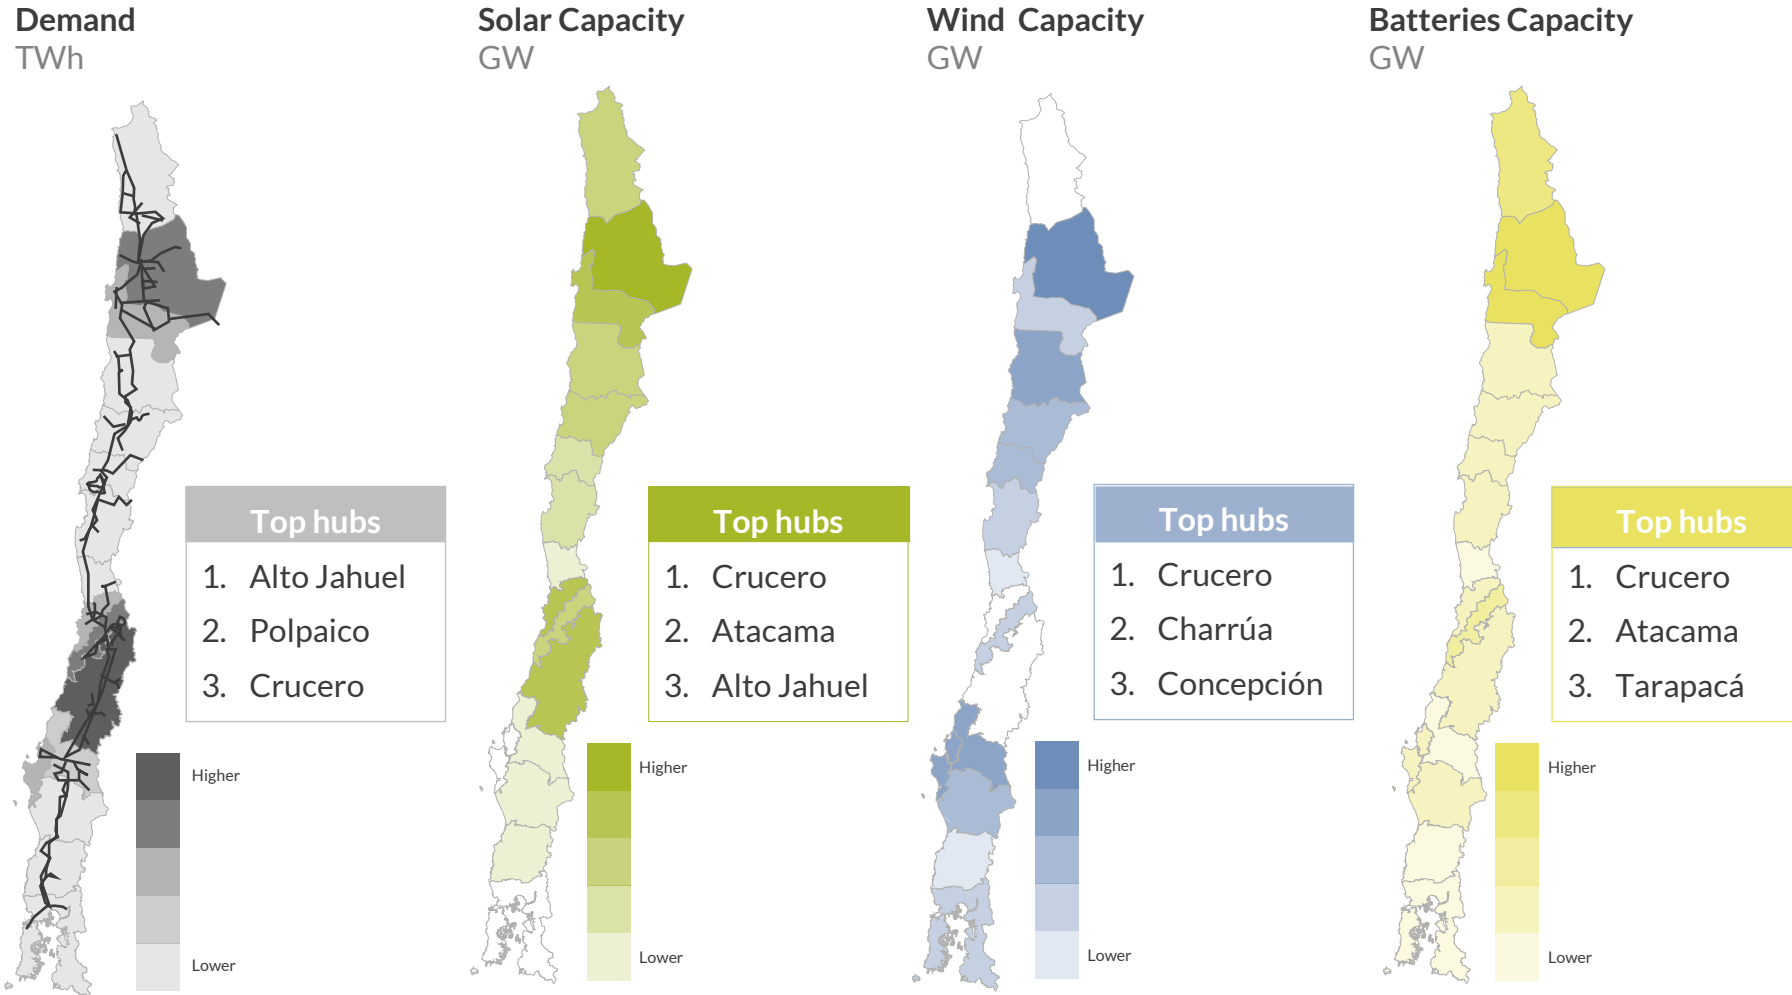 Demand
TWh
Top hubs
1. Alto Jahuel
2. Polpaico
3. Crucero
Higher
Lower
Solar Capacity
GW
Top hubs
1. Crucero
2. Atacama
3. Alto Jahuel
Higher
Lower
Wind Capacity
GW
Top hubs
1. Crucero
2. Charrúa
3. Concepción
Higher
Lower
Batteries Capacity
GW
Top hubs
1. Crucero
2. Atacama
3. Tarapacá
Higher
Lower